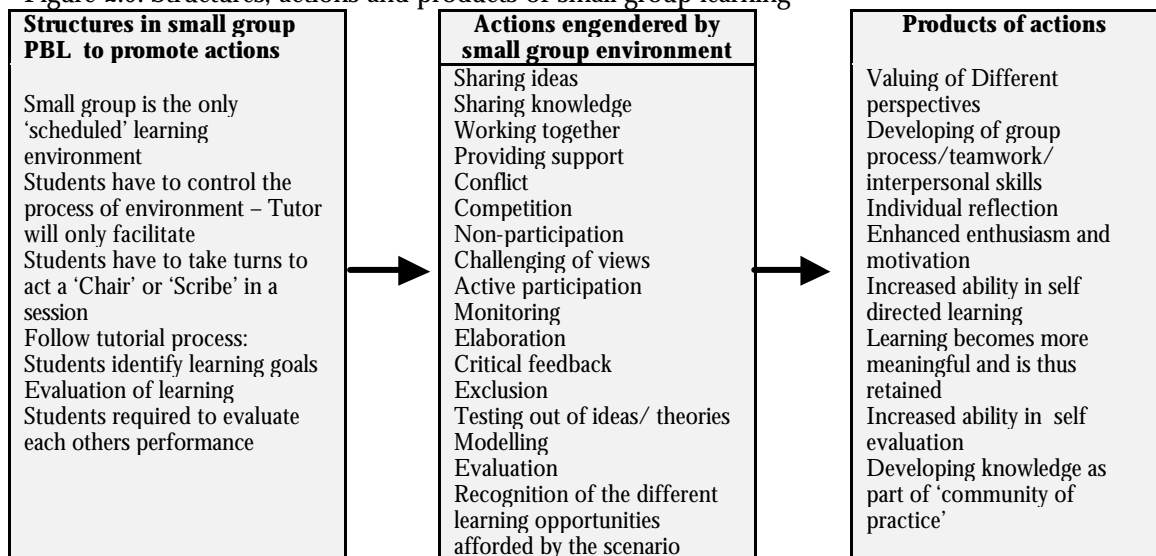 Figure 2.0: Structures, actions and products of small group learning
Structures in small group
PBL to promote actions
Small group is the only
‘scheduled’ learning
environment
Students have to control the
process of environment – Tutor
will only facilitate
Students have to take turns to
act a ‘Chair’ or ‘Scribe’ in a
session
Follow tutorial process:
Students identify learning goals
Evaluation of learning
Students required to evaluate
each others performance
Actions engendered by
small group environment
Sharing ideas
Sharing knowledge
Working together
Providing support
Conflict
Competition
Non-participation
Challenging of views
Active participation
Monitoring
Elaboration
Critical feedback
Exclusion
Testing out of ideas/ theories
Modelling
Evaluation
Recognition of the different
learning opportunities
afforded by the scenario
Products of actions
Valuing of Different
perspectives
Developing of group
process/teamwork/
interpersonal skills
Individual reflection
Enhanced enthusiasm and
motivation
Increased ability in self
directed learning
Learning becomes more
meaningful and is thus
retained
Increased ability in self
evaluation
Developing knowledge as
part of ‘community of
practice’